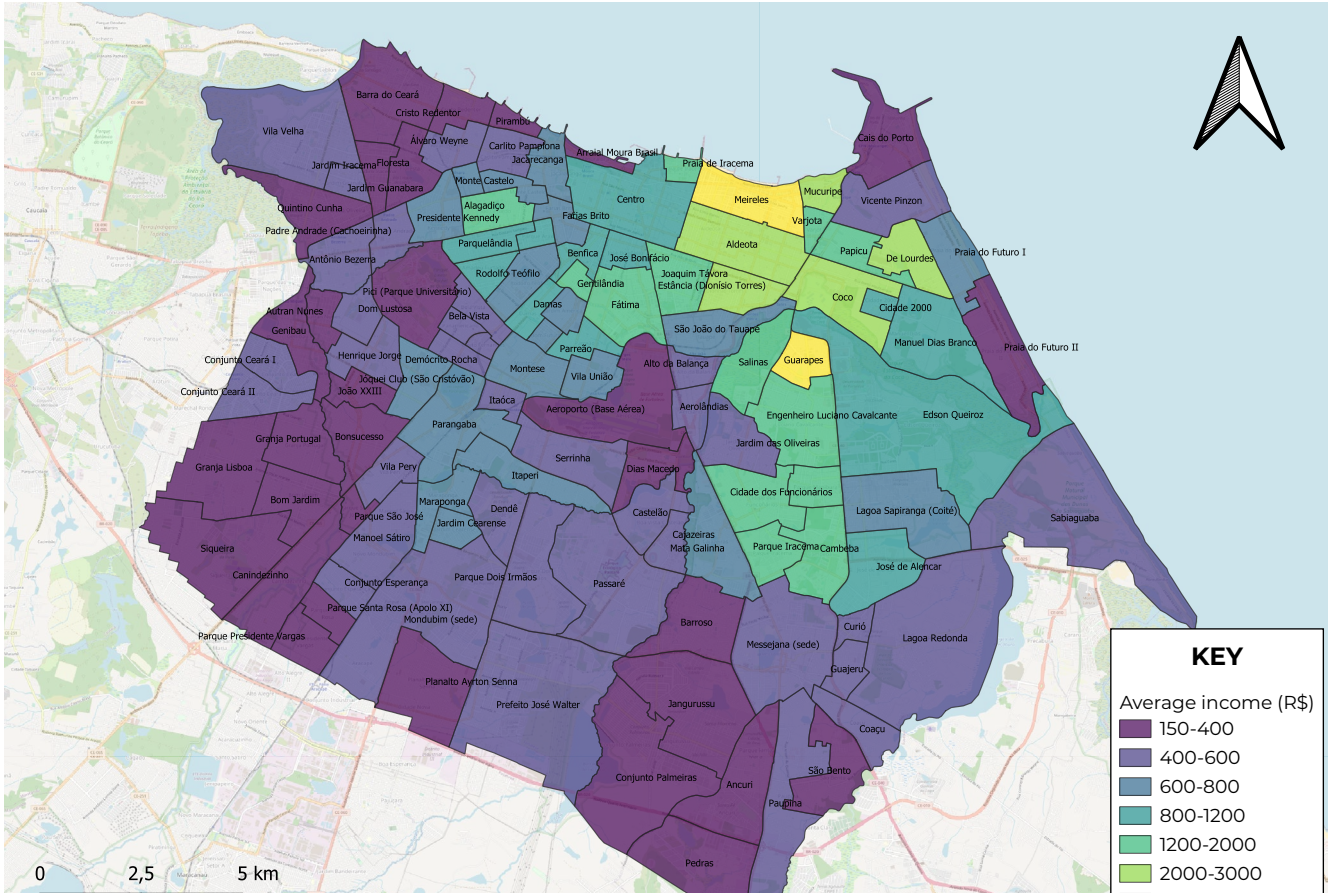 Barra do Ceará
Cristo Redentor
Pirambu
Vila Velha
Álvaro Weyne
Carlito Pamplona
Jacarecanga
Arraial Moura Brasil
Cais do Porto
Jardim Iracema
Floresta
Praia de Iracema
Jardim Guanabara
Monte Castelo
Mucuripe
Vicente Pinzon
Quintino Cunha
Alagadiço
Presidente Kennedy
Farias Brito
Centro
Meireles
Varjota
Padre Andrade (Cachoeirinha)
Parquelândia
Aldeota
Papicu
De Lourdes
Praia do Futuro I
Antônio Bezerra
Benfica
José Bonifácio
Rodolfo Teófilo
Gentilândia
Joaquim Távora
Estância (Dionísio Torres)
Pici (Parque Universitário)
Coco
Cidade 2000
Autran Nunes
Dom Lustosa
Bela Vista
Damas
Fátima
Genibau
São João do Tauape
Manuel Dias Branco
Praia do Futuro II
Conjunto Ceará I
Henrique Jorge
Demócrito Rocha
Parreão
Alto da Balança
Salinas
Guarapes
Montese
Vila União
Jóquei Club (São Cristóvão)
Conjunto Ceará II
João XXIII
Itaóca
Aeroporto (Base Aérea)
Aerolândias
Engenheiro Luciano Cavalcante
Edson Queiroz
Parangaba
Granja Portugal
Bonsucesso
Jardim das Oliveiras
Granja Lisboa
Vila Pery
Serrinha
Dias Macedo
Itaperi
Bom Jardim
Maraponga
Dendê
Cidade dos Funcionários
Castelão
Lagoa Sapiranga (Coité)
Sabiaguaba
Parque São José
Jardim Cearense
Manoel Sátiro
Cajazeiras
Mata Galinha
Parque Iracema
Cambeba
Siqueira
José de Alencar
Canindezinho
Conjunto Esperança
Parque Dois Irmãos
Passaré
Parque Santa Rosa (Apolo XI)
Mondubim (sede)
Barroso
Curió
Parque Presidente Vargas
Messejana (sede)
Lagoa Redonda
Guajeru
Planalto Ayrton Senna
Prefeito José Walter
Jangurussu
Coaçu
São Bento
Conjunto Palmeiras
Ancuri
Paupina
Pedras
0 2,5 5 km
KEY
Average income (R$)
150-400
400-600
600-800
800-1200
1200-2000
2000-3000